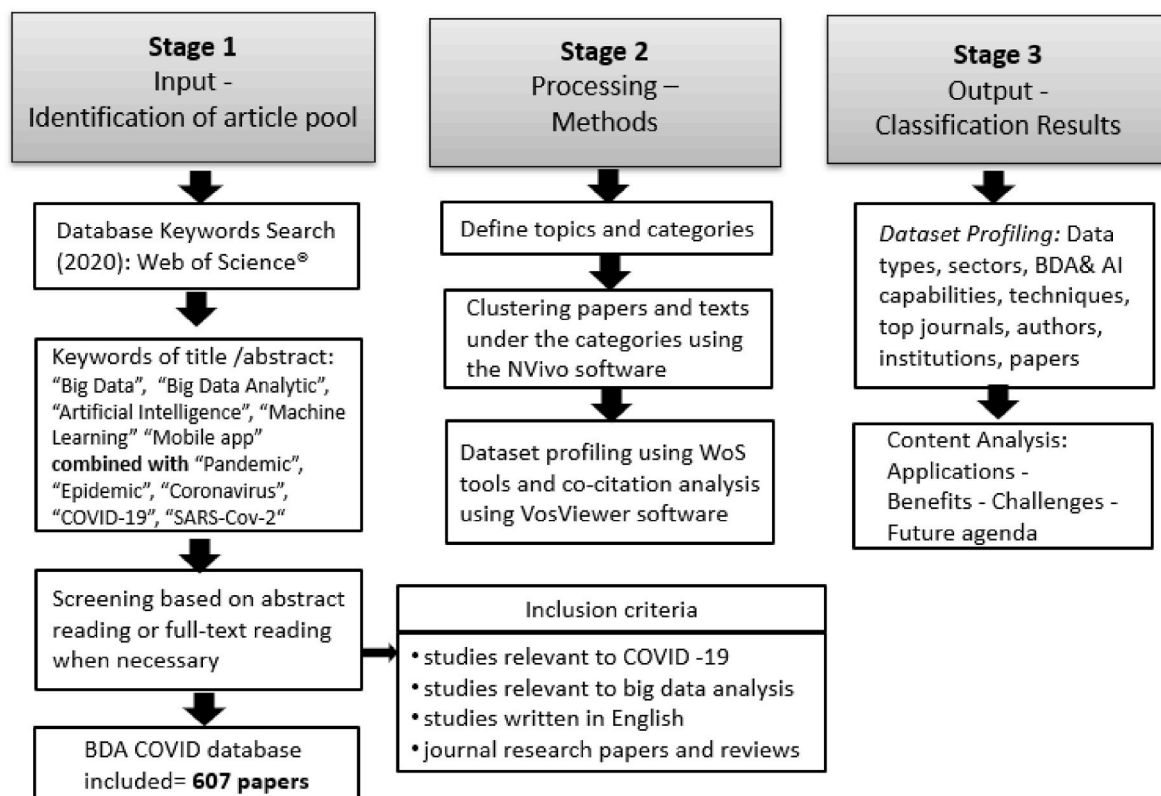 Stage 1
Input -
Identification of article pool
Database Keywords Search
(2020): Web of Science®
Keywords of title /abstract:
“Big Data”, “Big Data Analytic”,
“Artificial Intelligence”, “Machine
Learning” “Mobile app”
combined with “Pandemic”,
“Epidemic”, “Coronavirus”,
“COVID-19”, “SARS-Cov-2“
Screening based on abstract
reading or full-text reading
when necessary
Inclusion criteria
• studies relevant to COVID -19
• studies relevant to big data analysis
• studies written in English
• journal research papers and reviews
BDA COVID database
included= 607 papers
Stage 2
Processing –
Methods
Define topics and categories
Clustering papers and texts
under the categories using
the NVivo software
Dataset profiling using WoS
tools and co-citation analysis
using VosViewer software
Stage 3
Output -
Classification Results
Dataset Profiling: Data
types, sectors, BDA& AI
capabilities, techniques,
top journals, authors,
institutions, papers
Content Analysis:
Applications -
Benefits - Challenges -
Future agenda